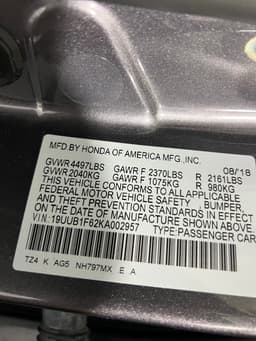 MFD.BY HONDA OF AMERICA MFG.,INC. 08/18
GVWR 4497LBS GAWR F 2370LBS R 2161LBS
GVWR 2040KG GAWR F 1075KG R 980KG
THIS VEHICLE CONFORMS TO ALL APPLICABLE
FEDERAL MOTOR VEHICLE SAFETY, BUMPER,
AND THEFT PREVENTION STANDARDS IN EFFECT
ON THE DATE OF MANUFACTURE SHOWN ABOVE.
VIN:19UUB1F62KA002957 TYPE:PASSENGER CAR
TZ4 K AG5 NH797MX E .A